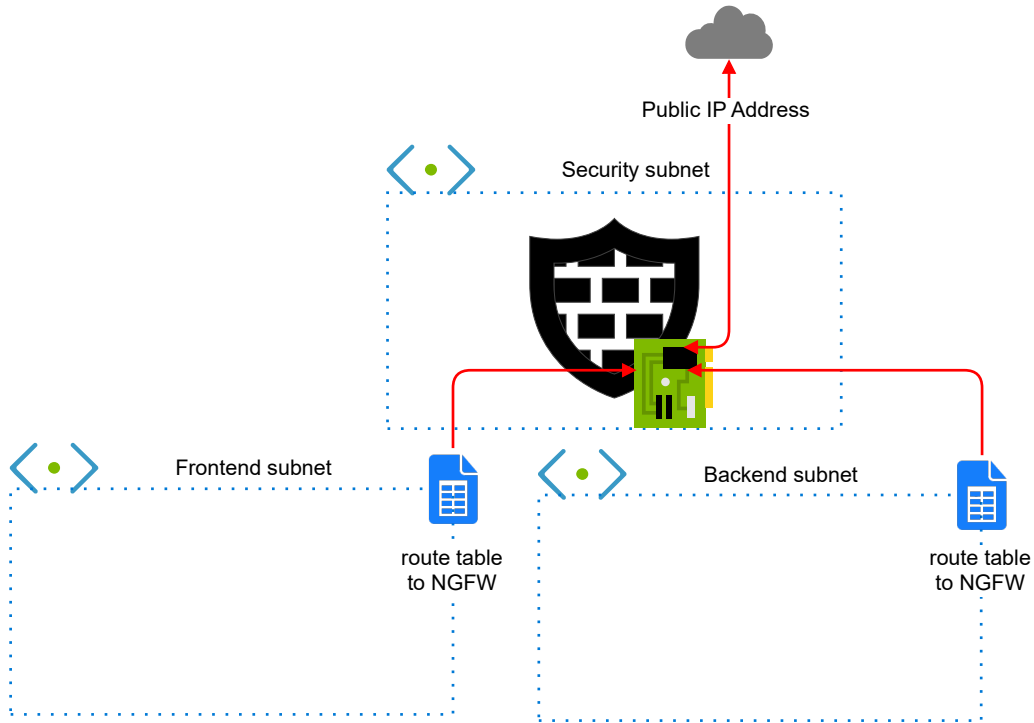 Public IP Address
Security subnet
Frontend subnet
Backend subnet
route table
to NGFW
route table
to NGFW